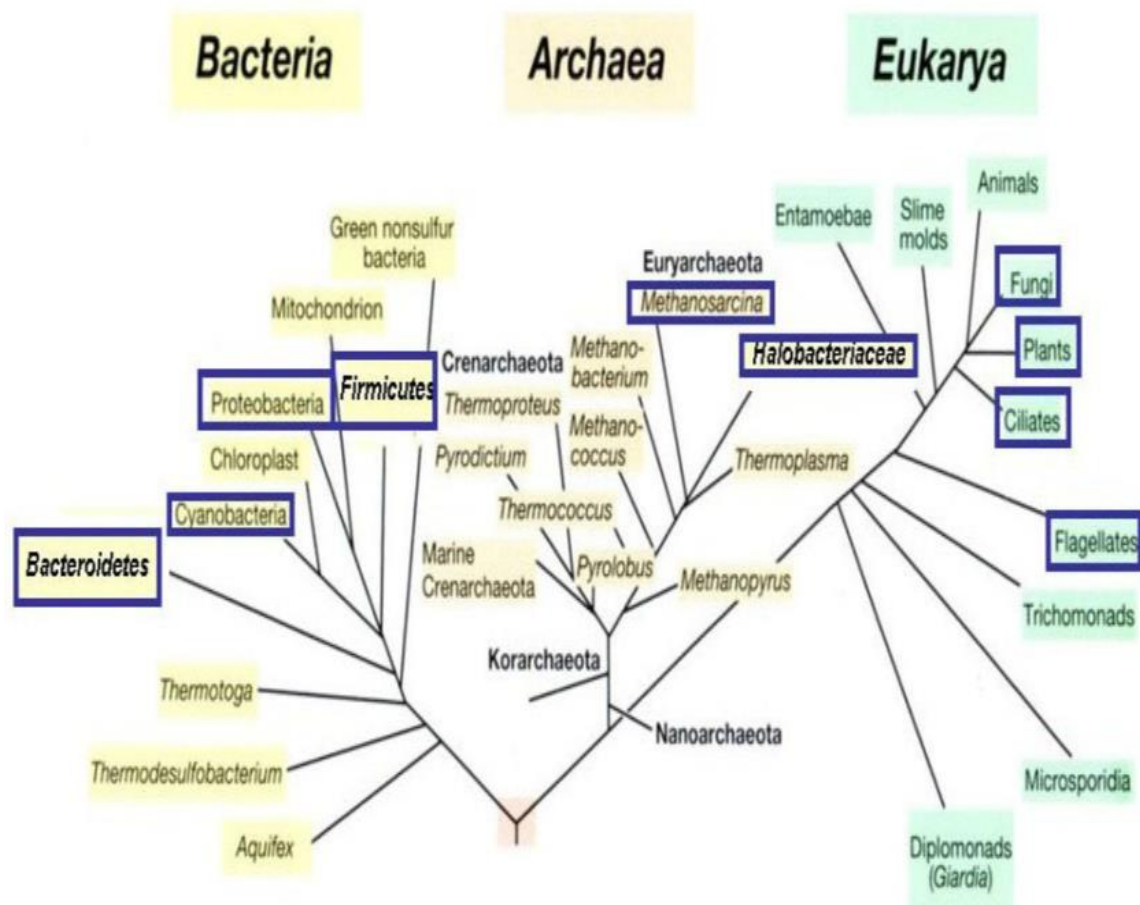 Bacteria
Archaea
Eukarya
Green nonsulfur
bacteria
Mitochondrion
Proteobacteria
Firmicutes
Chloroplast
Cyanobacteria
Bacteroidetes
Thermotoga
Thermodesulfobacterium
Aquifex
Euryarchaeota
Methanosarcina
Halobacteriaceae
Crenarchaeota
Methano-
bacterium
Thermoproteus
Methano-
coccus
Pyrodictium
Thermoplasma
Thermococcus
Marine
Crenarchaeota
Pyrolobus
Methanopyrus
Korarchaeota
Nanoarchaeota
Entamoebae
Slime
molds
Animals
Fungi
Plants
Ciliates
Flagellates
Trichomonads
Microsporidia
Diplomonads
(Giardia)